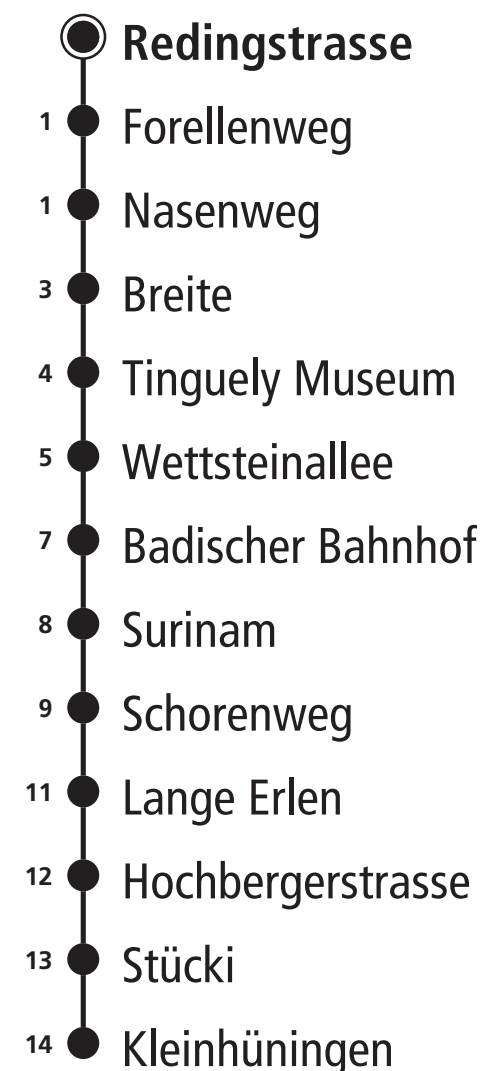 Redingstrasse
1 Forellenweg
1 Nasenweg
3 Breite
4 Tinguely Museum
5 Wettsteinallee
7 Badischer Bahnhof
8 Surinam
9 Schorenweg
11 Lange Erlen
12 Hochbergerstrasse
13 Stücki
14 Kleinhüningen